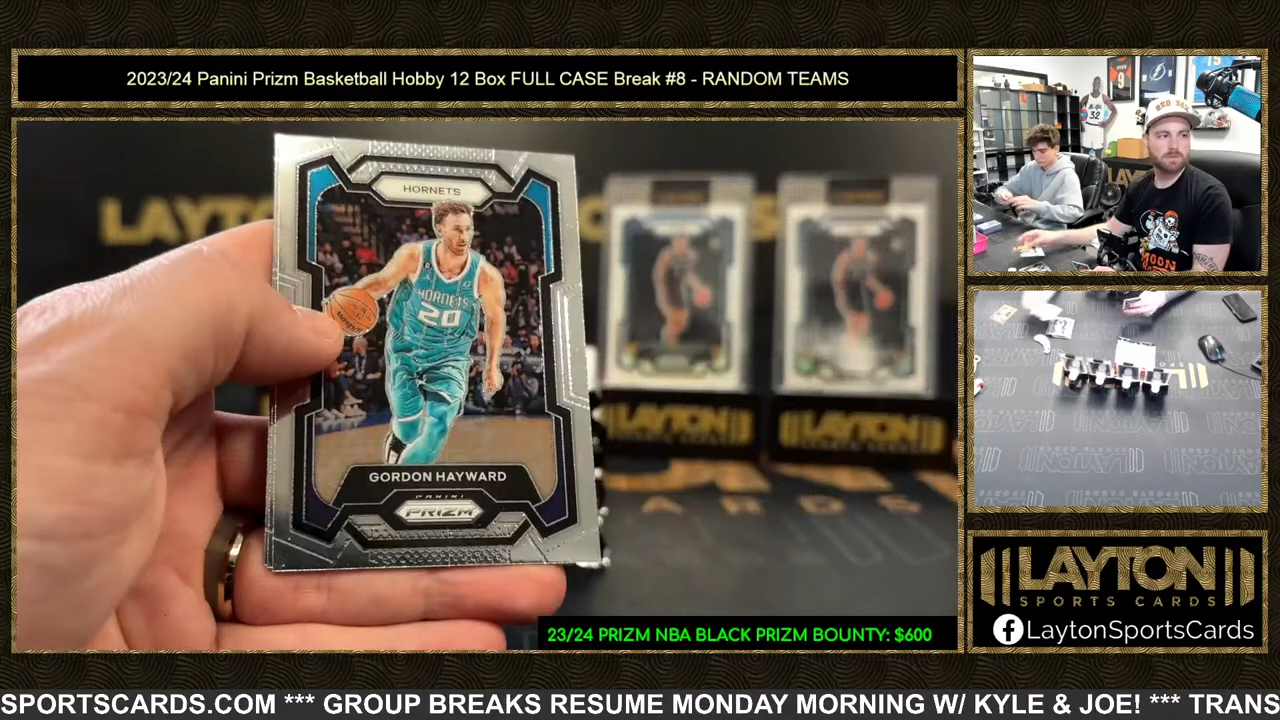 2023/24 Panini Prizm Basketball Hobby 12 Box FULL CASE Break #8 - RANDOM TEAMS
HORNETS
HORNETS
20
GORDON HAYWARD
PANINI
PRIZM
LAYTON
LAYTON
23/24 PRIZM NBA BLACK PRIZM BOUNTY: $600
LAYTON
SPORTS CARDS
LaytonSportsCards
SPORTSCARDS.COM *** GROUP BREAKS RESUME MONDAY MORNING W/ KYLE & JOE! *** TRANS